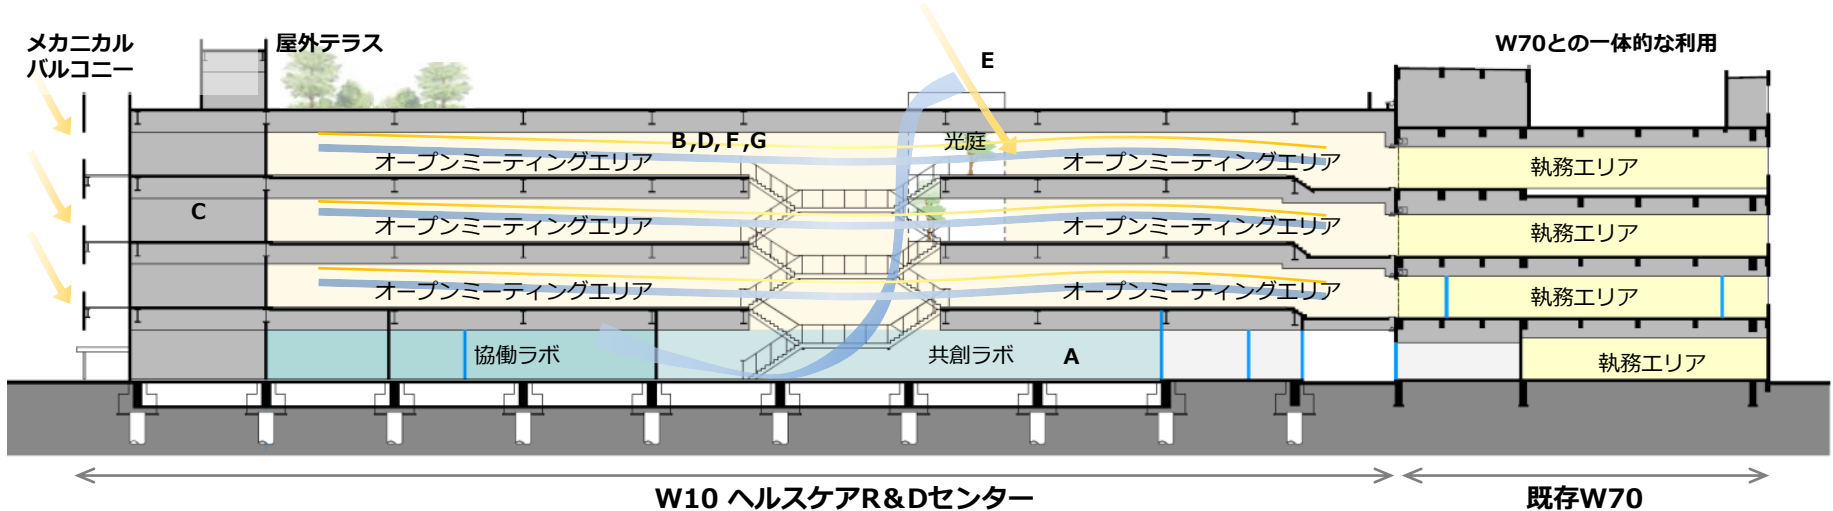 メカニカル
バルコニー
屋外テラス
E
W70との一体的な利用
B ,D, F ,G
光庭
オープンミーティングエリア
オープンミーティングエリア
執務エリア
C
オープンミーティングエリア
オープンミーティングエリア
執務エリア
オープンミーティングエリア
オープンミーティングエリア
執務エリア
協働ラボ
共創ラボ
A
執務エリア
W10 ヘルスケアR&Dセンター
既存W70